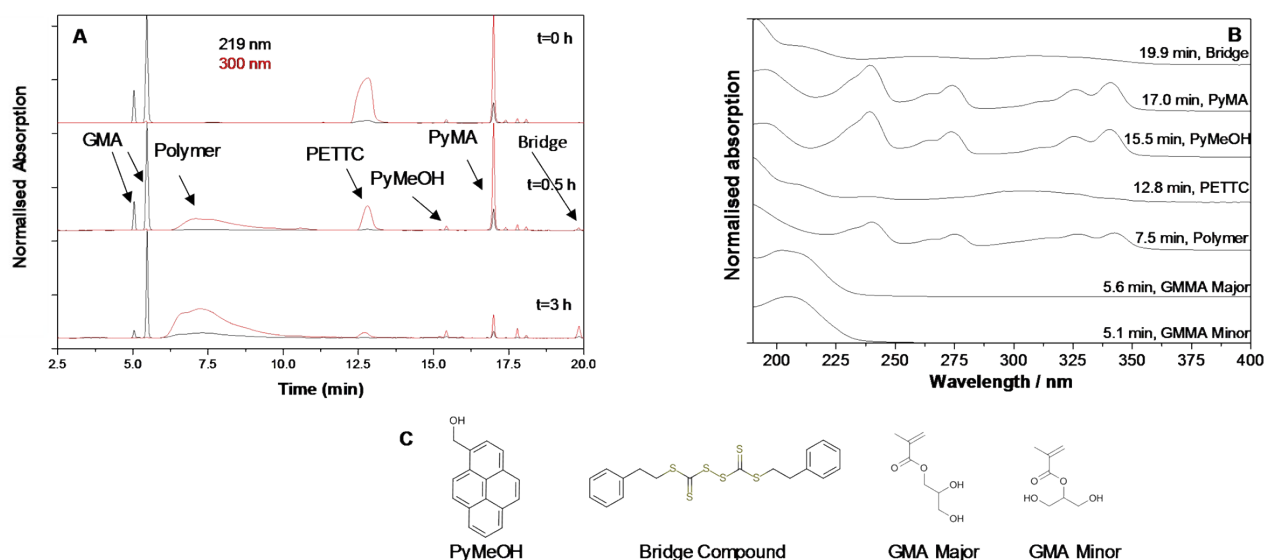 A
219 nm
300 nm
t=0 h
GMA
Polymer
PETTC
PyMeOH
PyMA
Bridge
t=0.5 h
t=3 h
Normalised Absorption
2.5 5.0 7.5 10.0 12.5 15.0 17.5 20.0
Time (min)
B
19.9 min, Bridge
17.0 min, PyMA
15.5 min, PyMeOH
12.8 min, PETTC
7.5 min, Polymer
5.6 min, GMMA Major
5.1 min, GMMA Minor
Normalised absorption
200 225 250 275 300 325 350 375 400
Wavelength / nm
C
OH
PyMeOH
S
S
S
S
S
S
Bridge Compound
O
O
OH
OH
GMA Major
O
O
HO
OH
GMA Minor